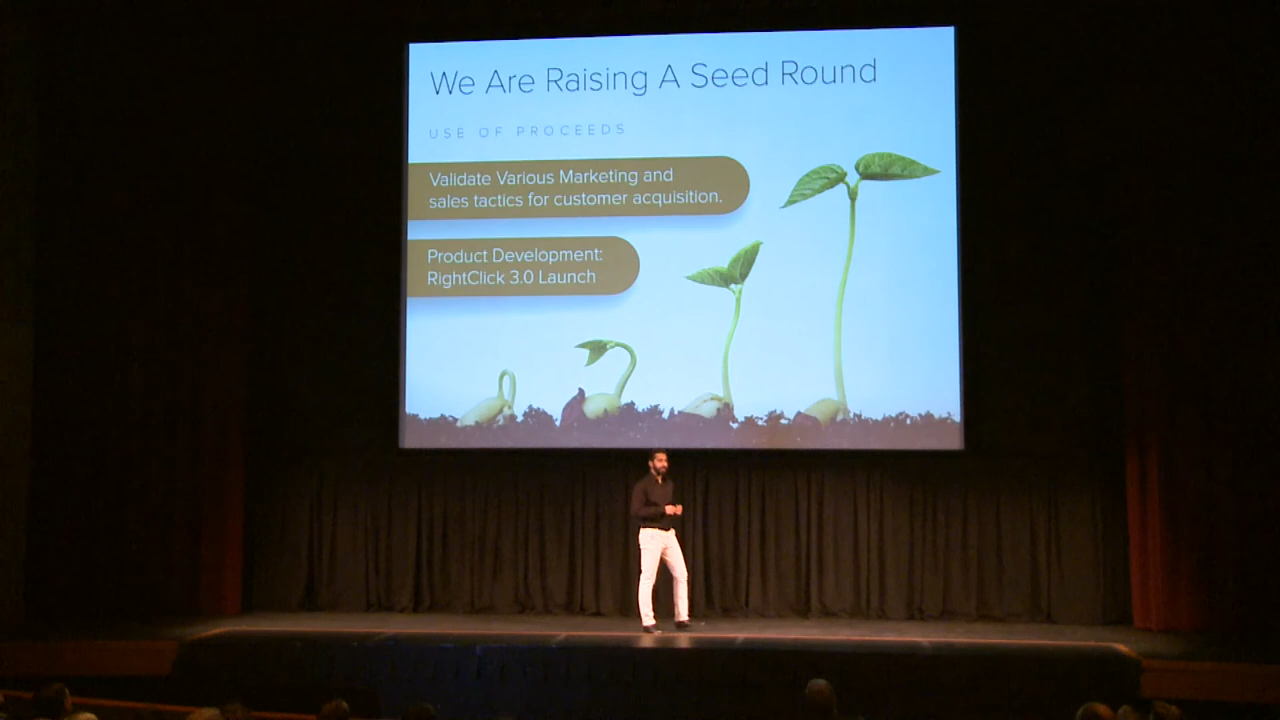 We Are Raising A Seed Round
USE OF PROCEEDS
Validate Various Marketing and
sales tactics for customer acquisition.
Product Development:
RightClick 3.0 Launch